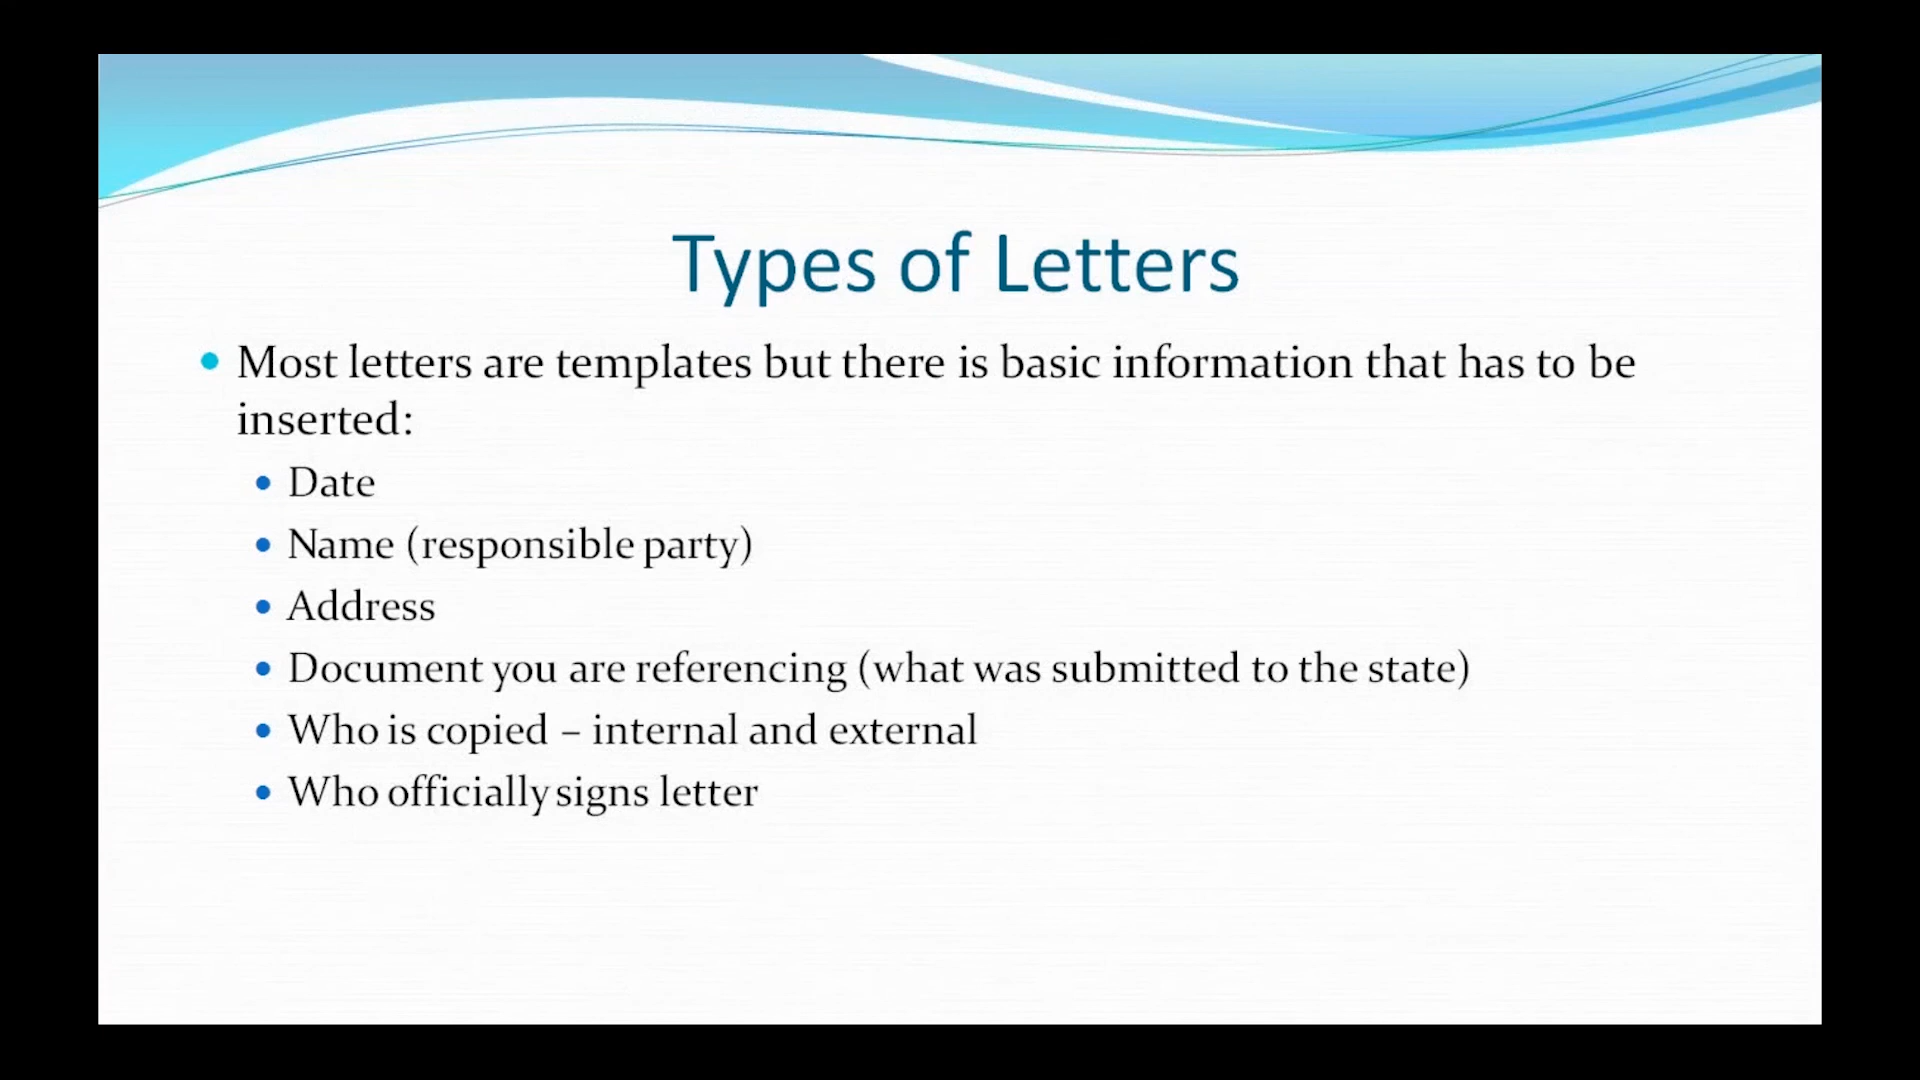 Types of Letters
Most letters are templates but there is basic information that has to be
inserted:
Date
Name (responsible party)
Address
Document you are referencing (what was submitted to the state)
Who is copied – internal and external
Who officially signs letter